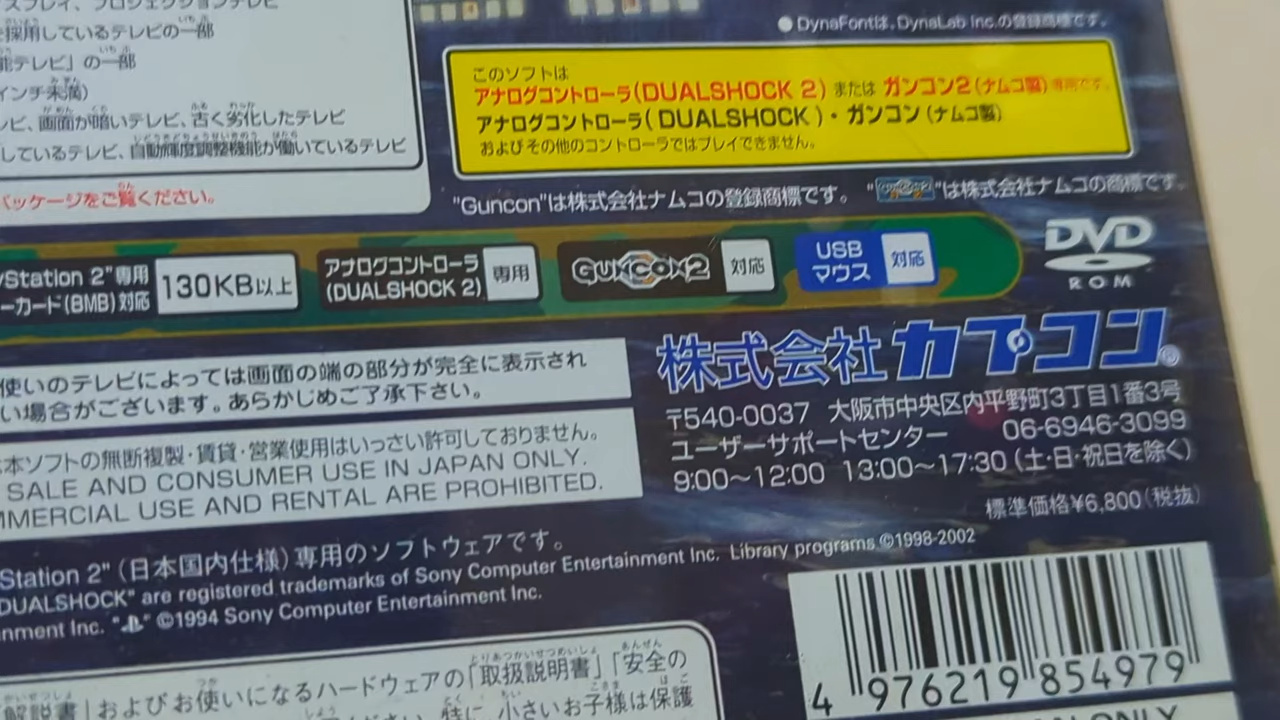 スプレイ、プロジェクションテレビ
を採用しているテレビの一部
能テレビ」の一部
インチ未満)
レビ、画面が暗いテレビ、古く劣化したテレビ
しているテレビ、自動輝度調整機能が働いているテレビ
パッケージをご覧ください。
● DynaFontは、DynaLab Inc.の登録商標です。
このソフトは
アナログコントローラ(DUALSHOCK 2)または ガンコン2(ナムコ製)専用です。
アナログコントローラ(DUALSHOCK)・ガンコン(ナムコ製)
およびその他のコントローラではプレイできません。
"Guncon"は株式会社ナムコの登録商標です。"GUNCON2"は株式会社ナムコの商標です。
yStation 2"専用
ーカード(8MB)対応
130KB以上
アナログコントローラ
(DUALSHOCK 2)
専用
GUNCON2
対応
USB
マウス
対応
DVD
ROM
使いのテレビによっては画面の端の部分が完全に表示され
い場合がございます。あらかじめご了承下さい。
本ソフトの無断複製・賃貸・営業使用はいっさい許可しておりません。
SALE AND CONSUMER USE IN JAPAN ONLY.
MMERCIAL USE AND RENTAL ARE PROHIBITED.
株式会社カプコン®
〒540-0037 大阪市中央区内平野町3丁目1番3号
ユーザーサポートセンター 06-6946-3099
9:00～12:00 13:00～17:30(土・日・祝日を除く)
標準価格¥6,800(税抜)
Station 2"(日本国内仕様)専用のソフトウェアです。
DUALSHOCK" are registered trademarks of Sony Computer Entertainment Inc. Library programs ©1998-2002
nment Inc. " " ©1994 Sony Computer Entertainment Inc.
解説書」およびお使いになるハードウェアの「取扱説明書」「安全の
ください。特に、小さいお子様は保護
4 976219 854979
ONLY